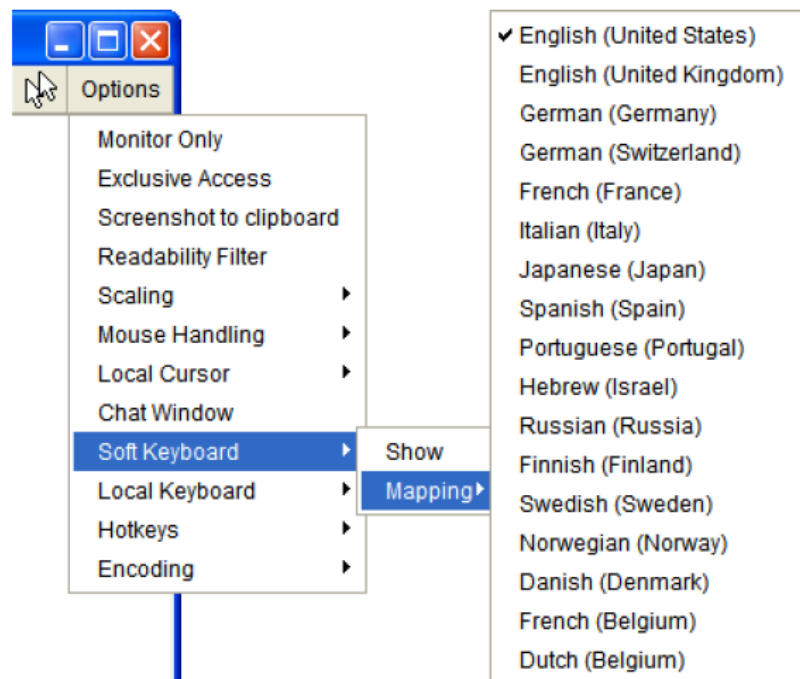 Options
Monitor Only
Exclusive Access
Screenshot to clipboard
Readability Filter
Scaling
Mouse Handling
Local Cursor
Chat Window
Soft Keyboard
Local Keyboard
Hotkeys
Encoding
Show
Mapping
English (United States)
English (United Kingdom)
German (Germany)
German (Switzerland)
French (France)
Italian (Italy)
Japanese (Japan)
Spanish (Spain)
Portuguese (Portugal)
Hebrew (Israel)
Russian (Russia)
Finnish (Finland)
Swedish (Sweden)
Norwegian (Norway)
Danish (Denmark)
French (Belgium)
Dutch (Belgium)